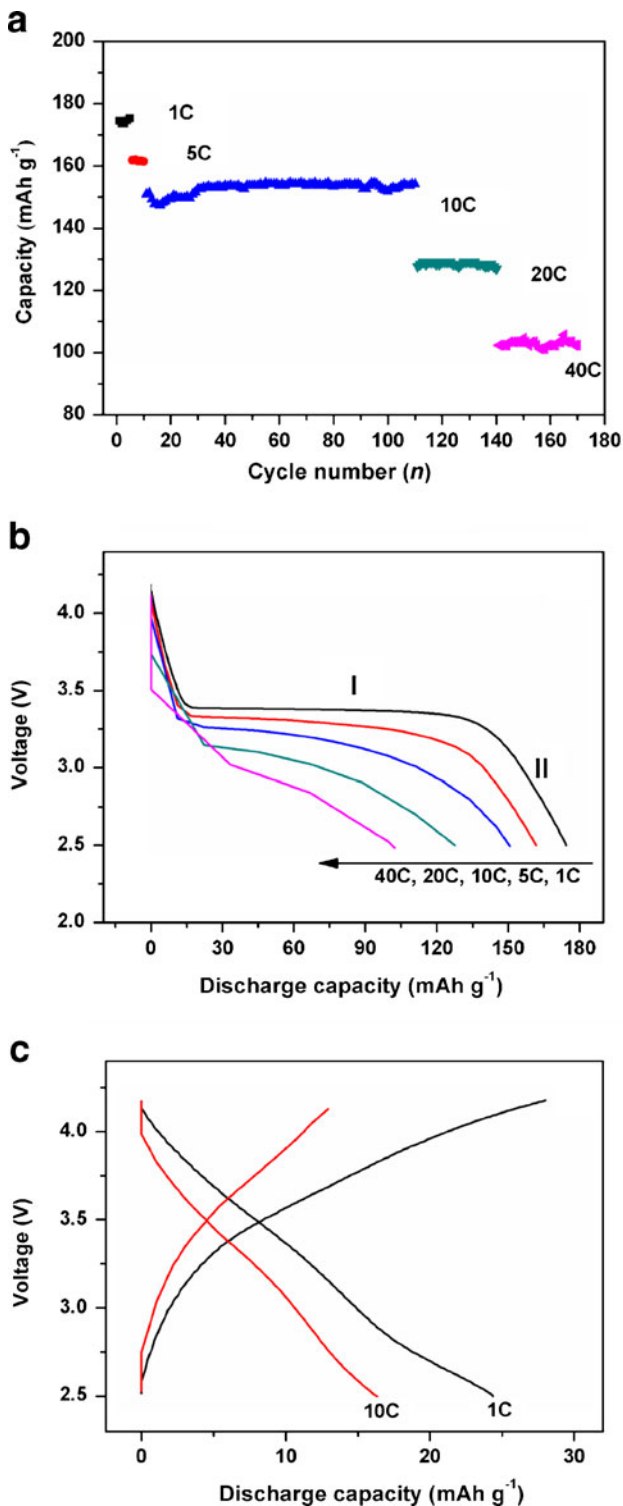 a
200
180
160
140
120
100
80
Capacity (mAh g⁻¹)
1C
5C
10C
20C
40C
0 20 40 60 80 100 120 140 160 180
Cycle number (n)
b
4.0
3.5
3.0
2.5
2.0
Voltage (V)
I
II
40C, 20C, 10C, 5C, 1C
0 30 60 90 120 150 180
Discharge capacity (mAh g⁻¹)
c
4.0
3.5
3.0
2.5
Voltage (V)
10C
1C
0 10 20 30
Discharge capacity (mAh g⁻¹)